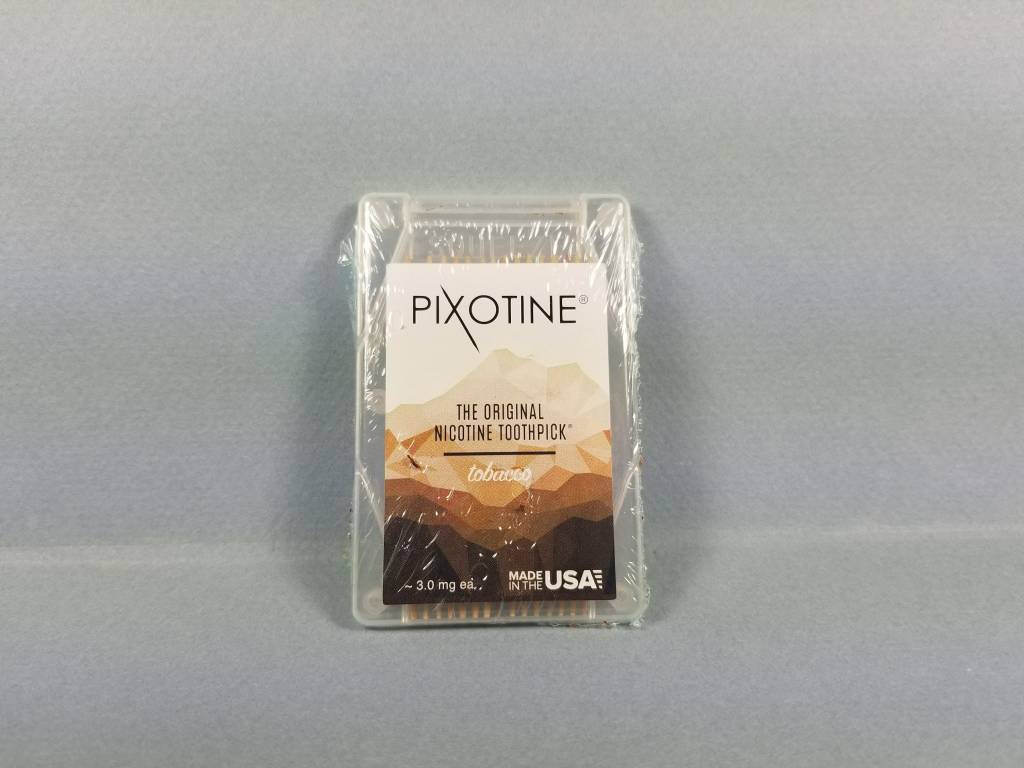 PIXOTINE®
THE ORIGINAL
NICOTINE TOOTHPICK®
tobacco
~ 3.0 mg ea.
MADE
IN THE
USA